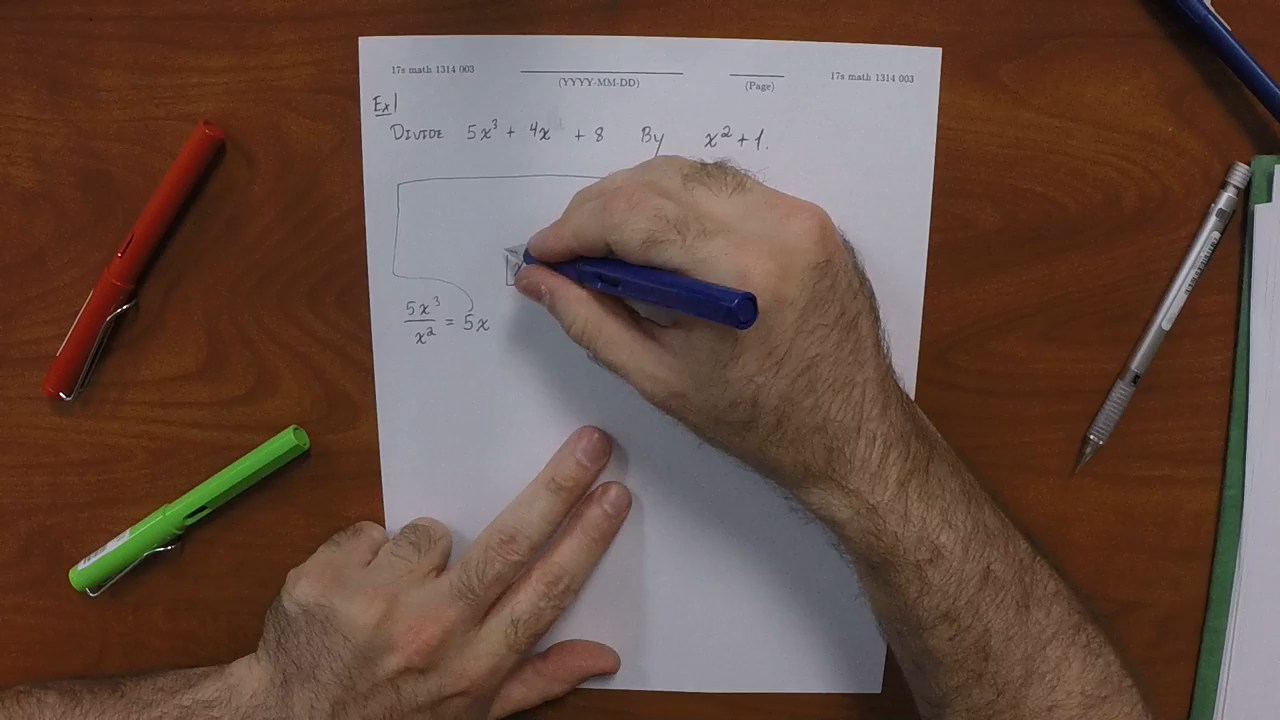 17s math 1314 003 (YYYY-MM-DD) (Page) 17s math 1314 003
Ex1
DIVIDE 5x³ + 4x + 8 By x² + 1.
5x³/x² = 5x